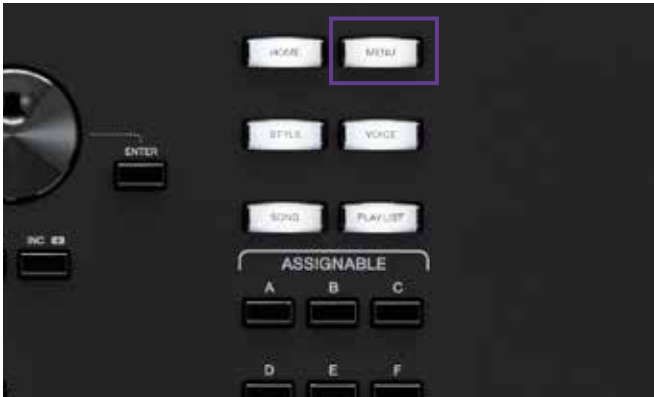 HOME MENU
ENTER
STYLE VOICE
SONG PLAYLIST
INC
ASSIGNABLE
A B C
D E F